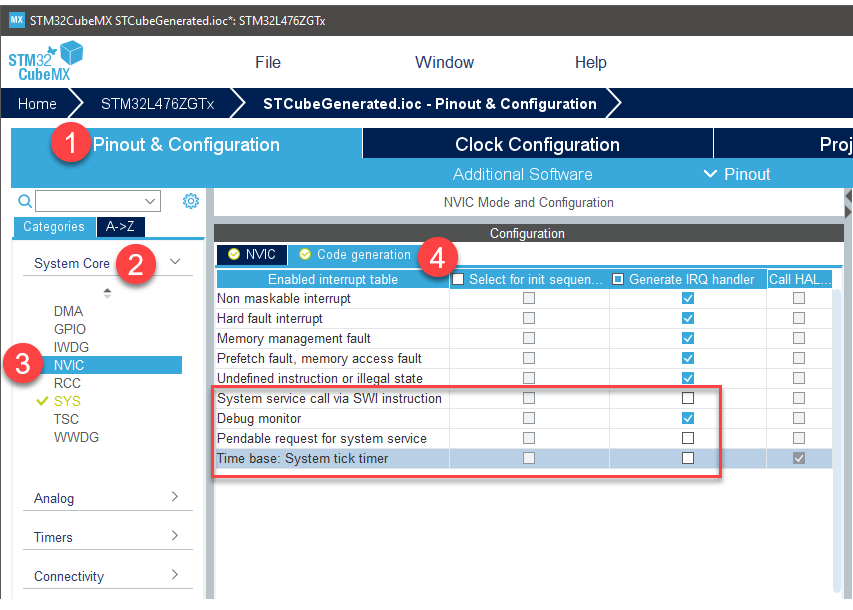 MX STM32CubeMX STCubeGenerated.ioc*: STM32L476ZGTx
STM32
CubeMX
File Window Help
Home STM32L476ZGTx STCubeGenerated.ioc - Pinout & Configuration
1 Pinout & Configuration Clock Configuration Proj
Additional Software Pinout
NVIC Mode and Configuration
Categories A->Z
Configuration
System Core 2
NVIC Code generation 4
Enabled interrupt table Select for init sequen... Generate IRQ handler Call HAL...
Non maskable interrupt
Hard fault interrupt
Memory management fault
Prefetch fault, memory access fault
Undefined instruction or illegal state
System service call via SWI instruction
Debug monitor
Pendable request for system service
Time base: System tick timer
DMA
GPIO
IWDG
3 NVIC
RCC
SYS
TSC
WWDG
Analog
Timers
Connectivity